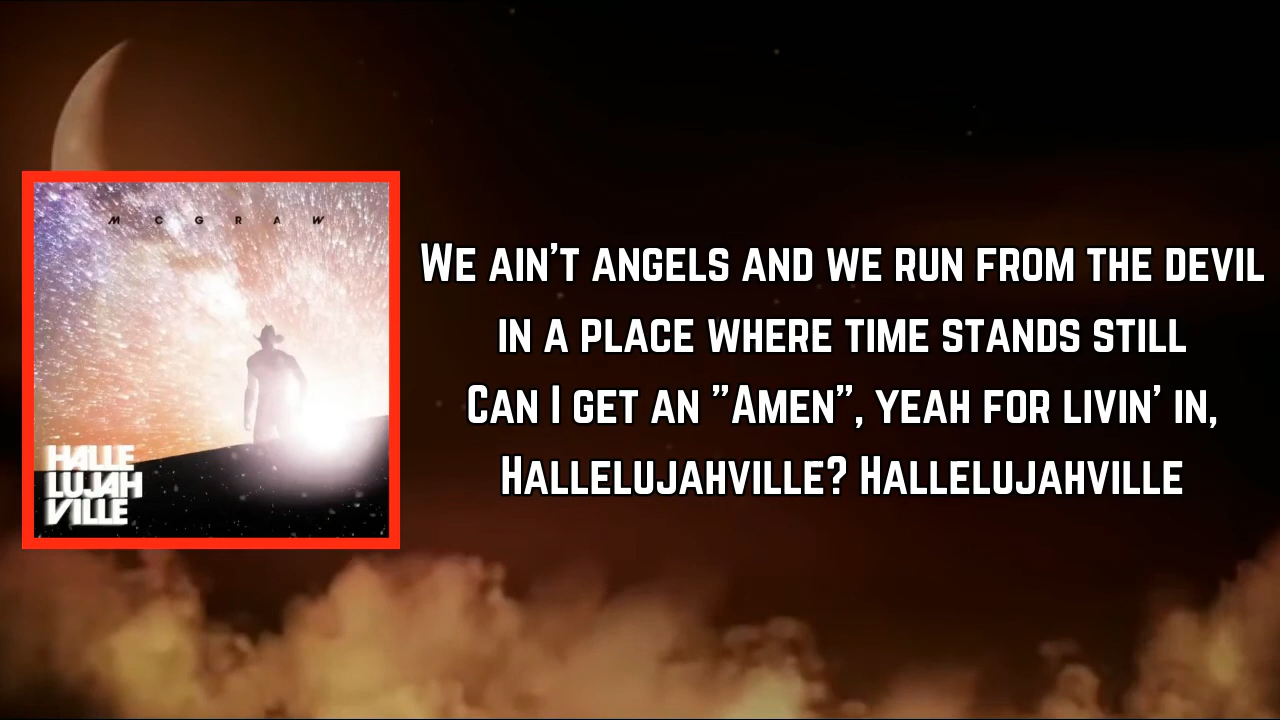 MCGRAW
HALLE
LUJAH
VILLE
We ain't angels and we run from the devil
in a place where time stands still
Can I get an "Amen", yeah for livin' in,
Hallelujahville? Hallelujahville